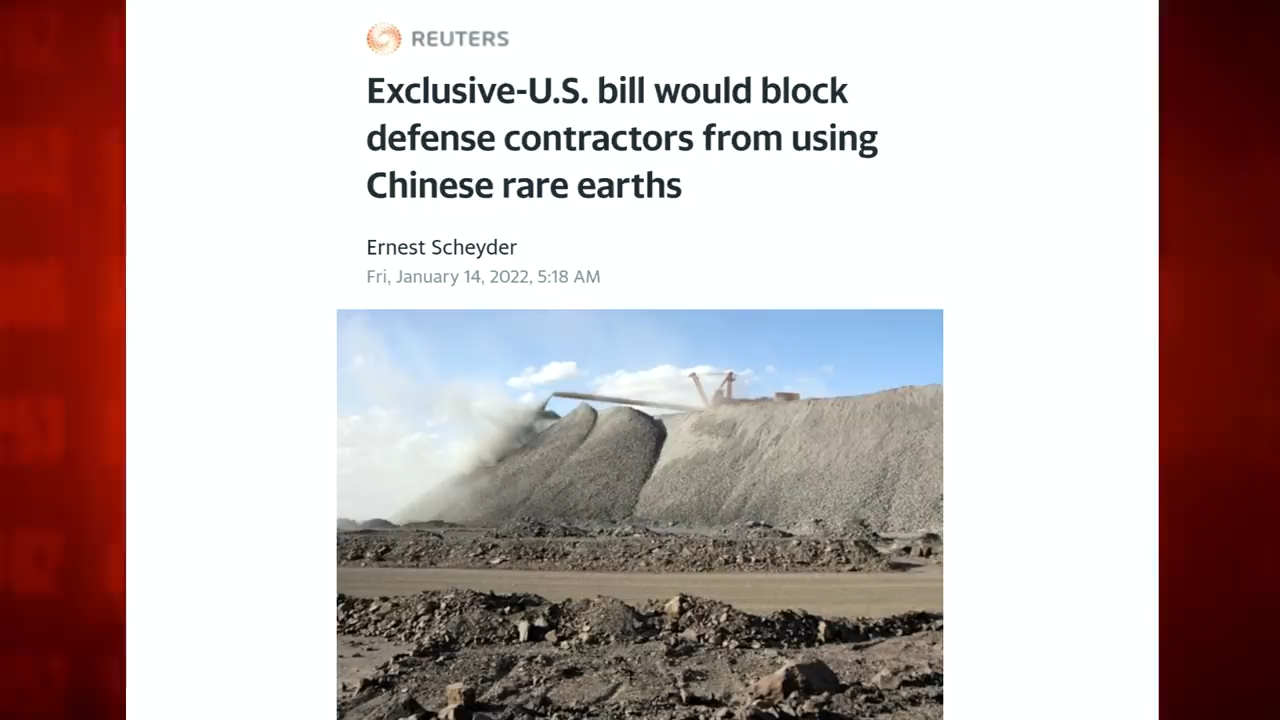 REUTERS
Exclusive-U.S. bill would block
defense contractors from using
Chinese rare earths
Ernest Scheyder
Fri, January 14, 2022, 5:18 AM